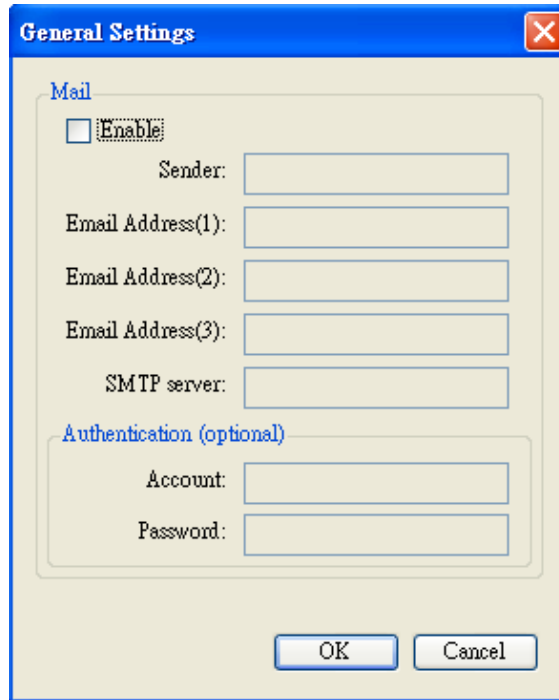 General Settings
Mail
Enable
Sender:
Email Address(1):
Email Address(2):
Email Address(3):
SMTP server:
Authentication (optional)
Account:
Password:
OK Cancel